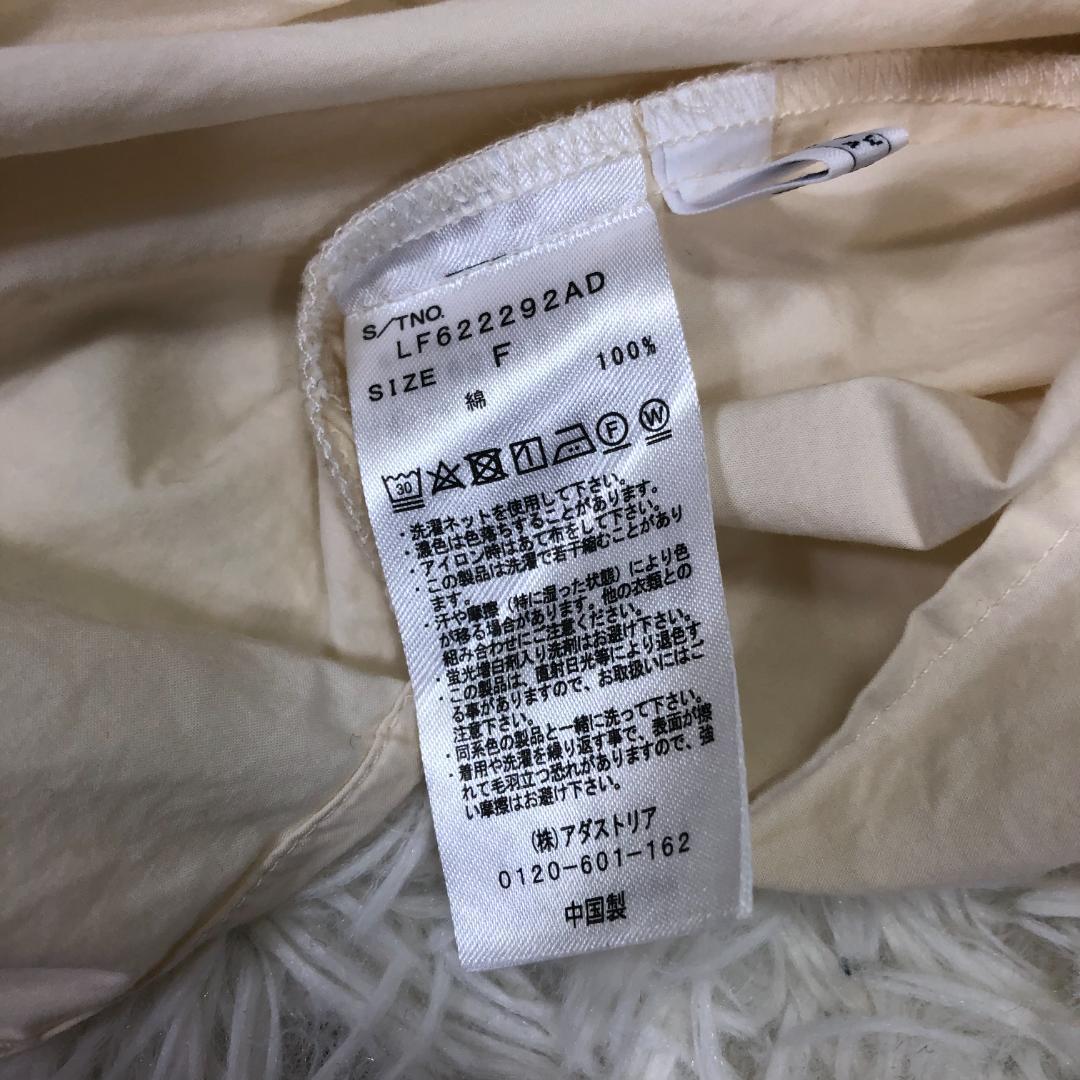 S/TNO.
LF622292AD
SIZE F
綿 100%
30 F W
・洗濯ネットを使用して下さい。
・濃色は色落ちすることがあります。
・アイロン時はあて布をして下さい。
・この製品は洗濯で若干縮むことがあり
ます。
・汗や摩擦（特に湿った状態）により色
が移る場合があります。他の衣類との
組み合わせにご注意ください。
・蛍光増白剤入り洗剤はお避け下さい。
・この製品は、直射日光等により退色す
る事がありますので、お取扱いにはご
注意下さい。
・同系色の製品と一緒に洗って下さい。
・着用や洗濯を繰り返す事で、表面が擦
れて毛羽立つ恐れがありますので、強
い摩擦はお避け下さい。
(株)アダストリア
0120-601-162
中国製